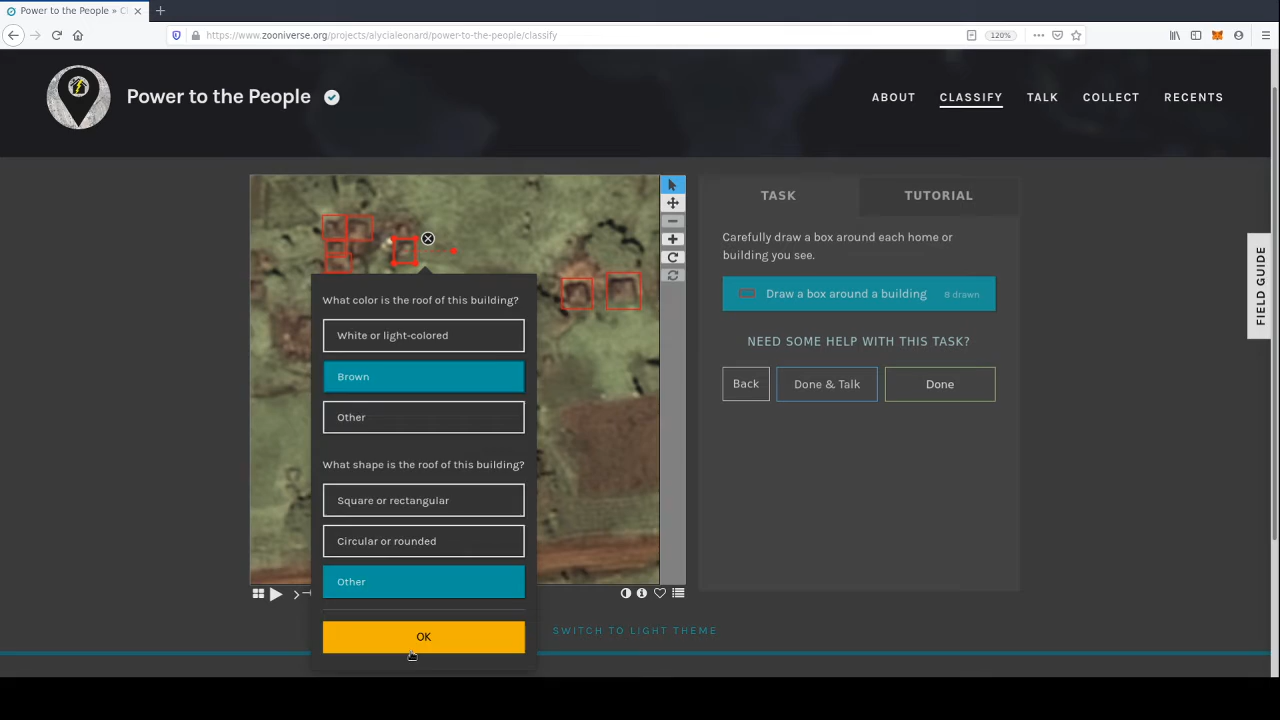 Power to the People » Cl
https://www.zooniverse.org/projects/alycialeonard/power-to-the-people/classify
120%
Power to the People
ABOUT
CLASSIFY
TALK
COLLECT
RECENTS
TASK
TUTORIAL
Carefully draw a box around each home or
building you see.
Draw a box around a building
8 drawn
NEED SOME HELP WITH THIS TASK?
Back
Done & Talk
Done
FIELD GUIDE
What color is the roof of this building?
White or light-colored
Brown
Other
What shape is the roof of this building?
Square or rectangular
Circular or rounded
Other
OK
SWITCH TO LIGHT THEME